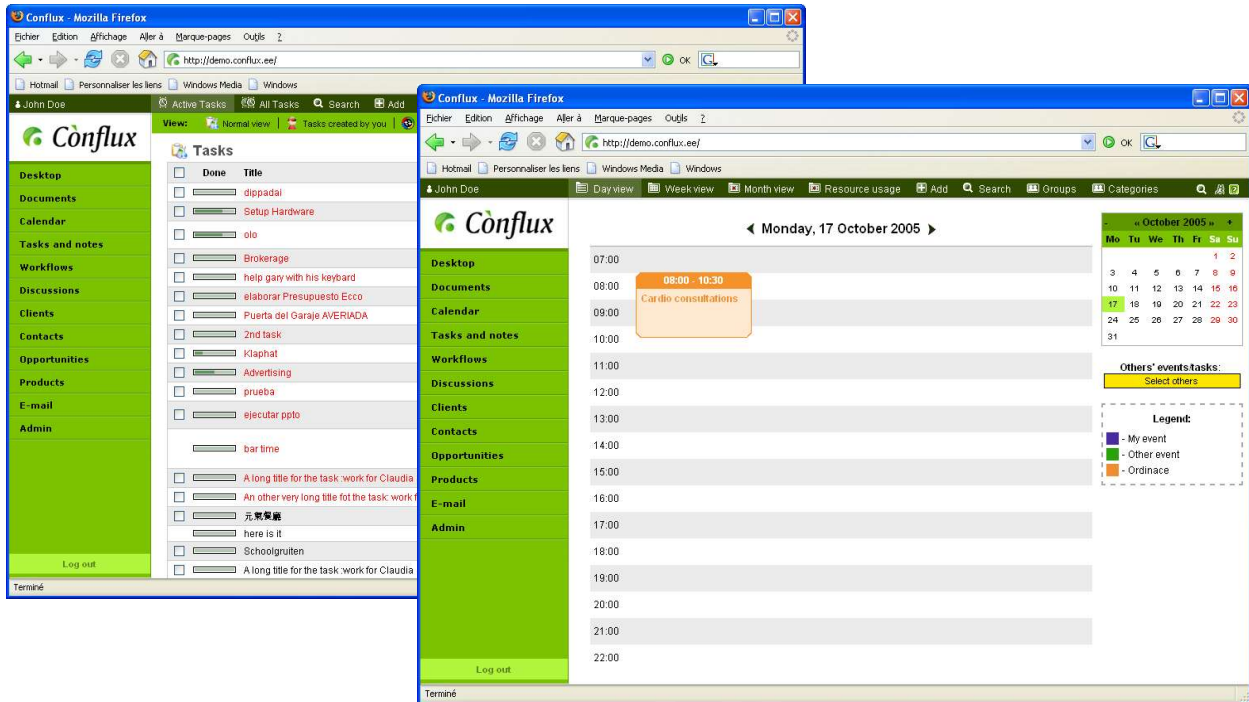 Conflux - Mozilla Firefox
Fichier Edition Affichage Aller à Marque-pages Outils ?
http://demo.conflux.ee/
OK
Hotmail Personnaliser les liens Windows Media Windows
John Doe
Active Tasks All Tasks Search Add
View: Normal view | Tasks created by you |
Cònflux
Desktop
Documents
Calendar
Tasks and notes
Workflows
Discussions
Clients
Contacts
Opportunities
Products
E-mail
Admin
Log out
Tasks
Done Title
dippadai
Setup Hardware
olo
Brokerage
help gary with his keybard
elaborar Presupuesto Ecco
Puerta del Garaje AVERIADA
2nd task
Klaphat
Advertising
prueba
ejecutar ppto
bar time
A long title for the task :work for Claudia
An other very long title fot the task: work f
元氣餐廳
here is it
Schoolgruiten
A long title for the task :work for Claudia
Terminé
Conflux - Mozilla Firefox
Fichier Edition Affichage Aller à Marque-pages Outils ?
http://demo.conflux.ee/
OK
Hotmail Personnaliser les liens Windows Media Windows
John Doe
Day view Week view Month view Resource usage Add Search Groups Categories
Cònflux
Desktop
Documents
Calendar
Tasks and notes
Workflows
Discussions
Clients
Contacts
Opportunities
Products
E-mail
Admin
Log out
Monday, 17 October 2005
07:00
08:00
09:00
10:00
11:00
12:00
13:00
14:00
15:00
16:00
17:00
18:00
19:00
20:00
21:00
22:00
08:00 - 10:30
Cardio consultations
- « October 2005 » +
Mo Tu We Th Fr Sa Su
1 2
3 4 5 6 7 8 9
10 11 12 13 14 15 16
17 18 19 20 21 22 23
24 25 26 27 28 29 30
31
Others' events/tasks:
Select others
Legend:
- My event
- Other event
- Ordinace
Terminé